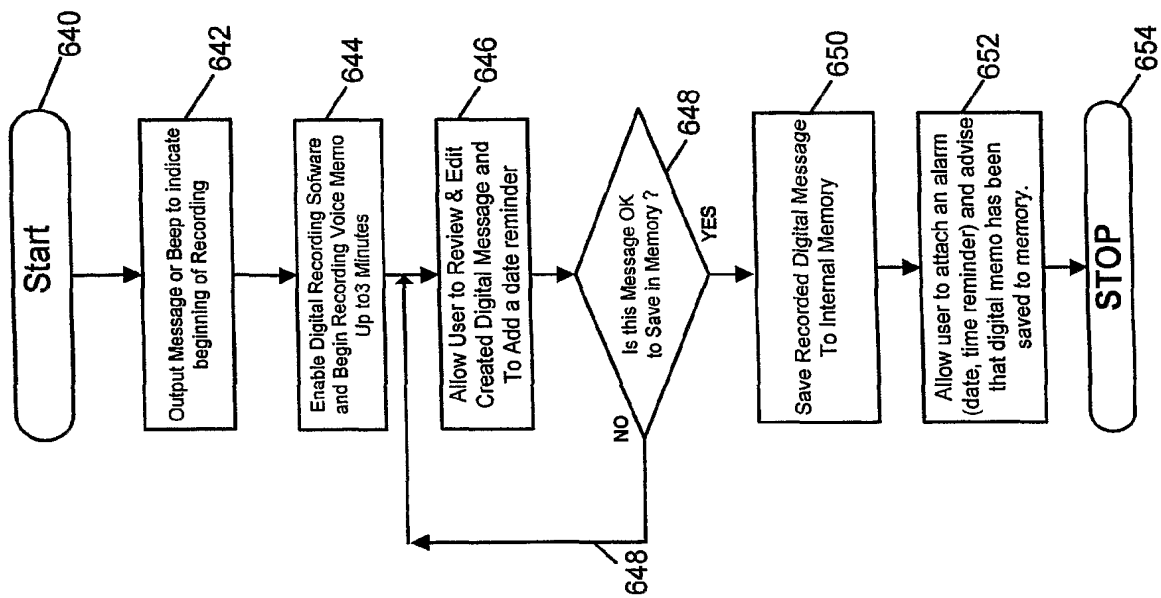 Start
640
Output Message or Beep to indicate
beginning of Recording
642
Enable Digital Recording Sofware
and Begin Recording Voice Memo
Up to3 Minutes
644
Allow User to Review & Edit
Created Digital Message and
To Add a date reminder
646
Is this Message OK
to Save in Memory ?
648
NO
YES
648
Save Recorded Digital Message
To Internal Memory
650
Allow user to attach an alarm
(date, time reminder) and advise
that digital memo has been
saved to memory.
652
STOP
654